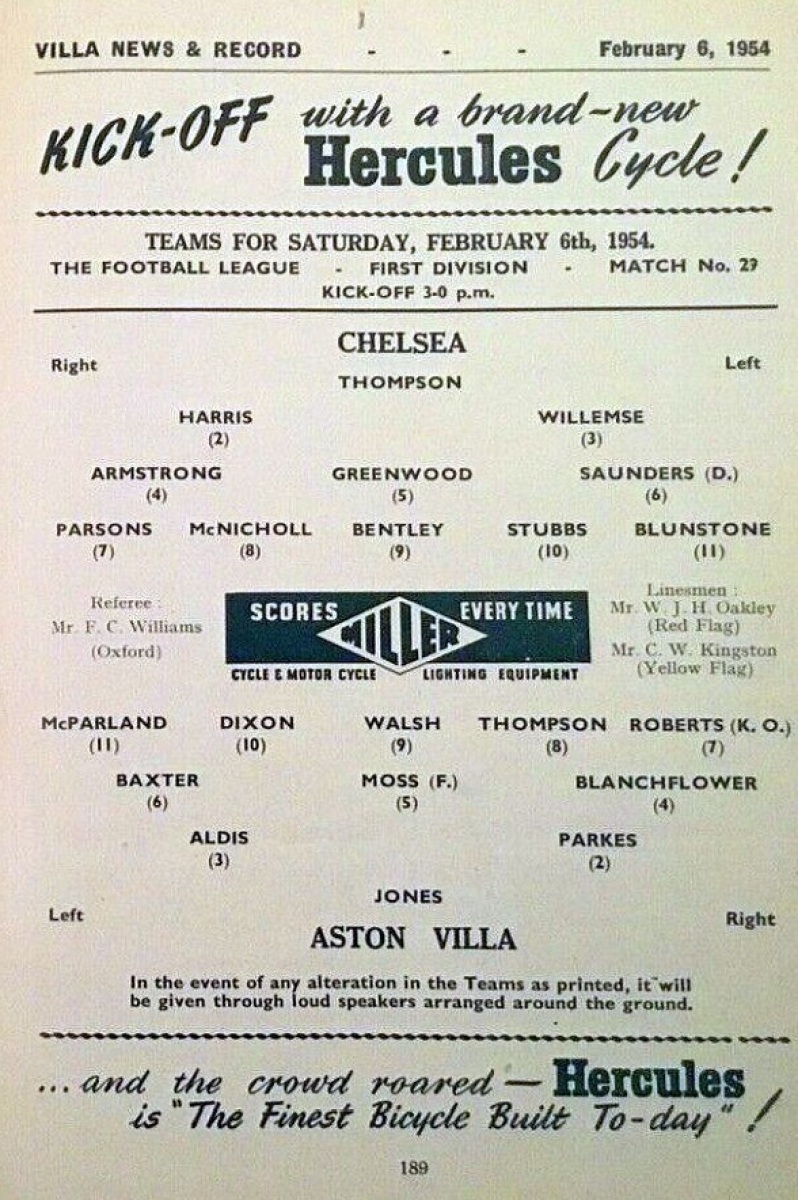 VILLA NEWS & RECORD - - - February 6, 1954
KICK-OFF with a brand-new
Hercules Cycle!
TEAMS FOR SATURDAY, FEBRUARY 6th, 1954.
THE FOOTBALL LEAGUE - FIRST DIVISION - MATCH No. 29
KICK-OFF 3-0 p.m.
CHELSEA
Right Left
THOMPSON
HARRIS WILLEMSE
(2) (3)
ARMSTRONG GREENWOOD SAUNDERS (D.)
(4) (5) (6)
PARSONS McNICHOLL BENTLEY STUBBS BLUNSTONE
(7) (8) (9) (10) (11)
Referee :
Mr. F. C. Williams
(Oxford)
SCORES MILLER EVERY TIME
CYCLE & MOTOR CYCLE LIGHTING EQUIPMENT
Linesmen :
Mr. W. J. H. Oakley
(Red Flag)
Mr. C. W. Kingston
(Yellow Flag)
McPARLAND DIXON WALSH THOMPSON ROBERTS (K. O.)
(11) (10) (9) (8) (7)
BAXTER MOSS (F.) BLANCHFLOWER
(6) (5) (4)
ALDIS PARKES
(3) (2)
JONES
Left Right
ASTON VILLA
In the event of any alteration in the Teams as printed, it will
be given through loud speakers arranged around the ground.
...and the crowd roared — Hercules
is "The Finest Bicycle Built To-day" !
189